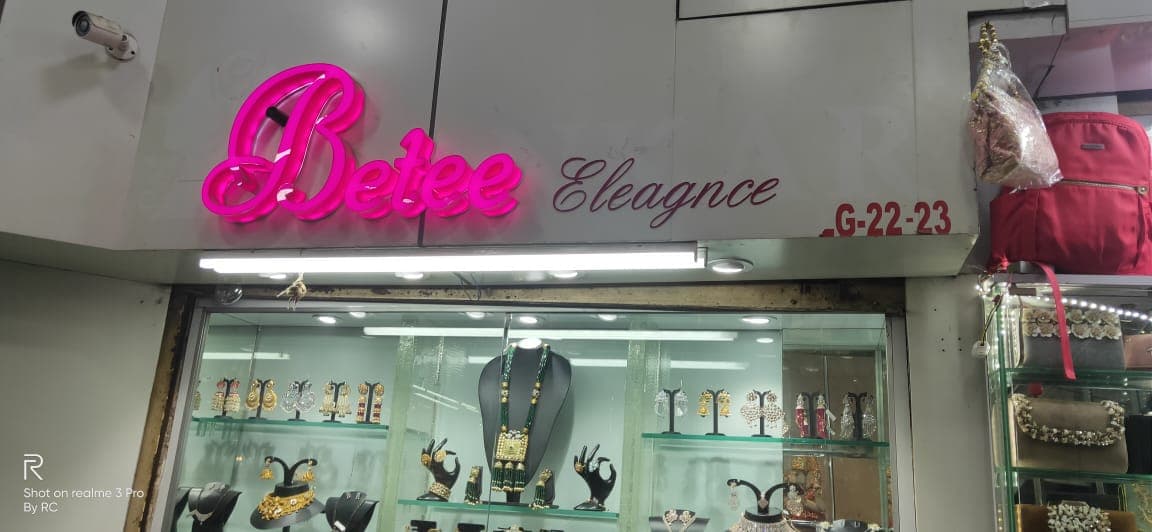 Betee Eleagnce
G-22-23
Shot on realme 3 Pro
By RC